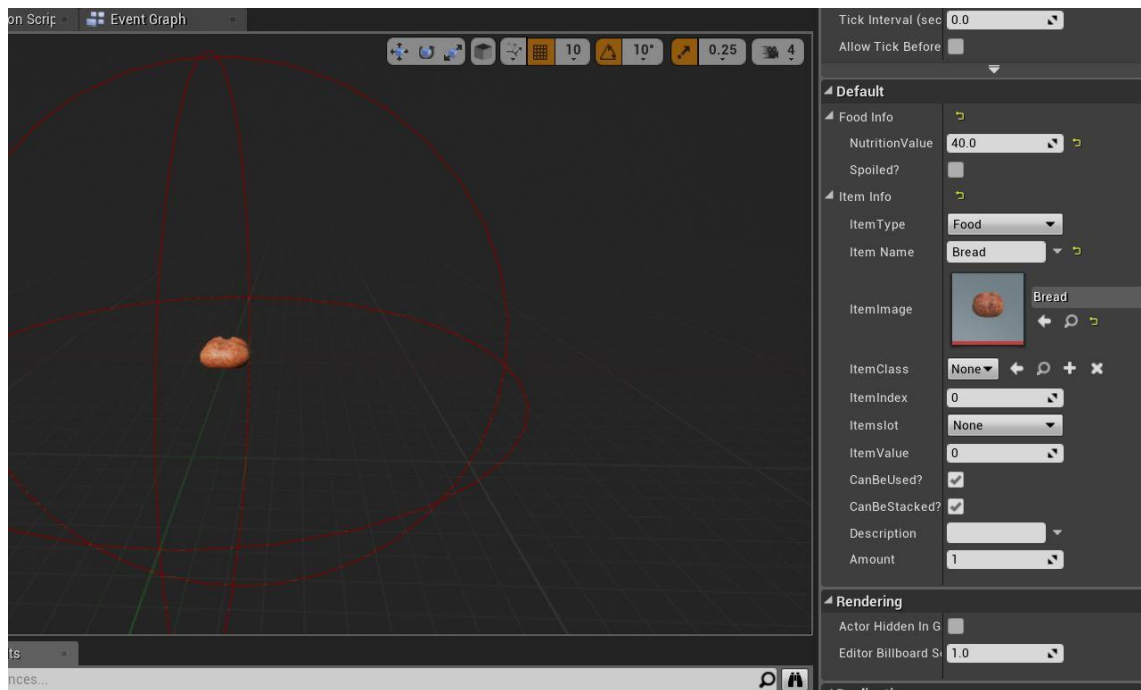 on Scrip
Event Graph
10
10°
0.25
4
Tick Interval (sec
0.0
Allow Tick Before
Default
Food Info
NutritionValue
40.0
Spoiled?
Item Info
ItemType
Food
Item Name
Bread
ItemImage
Bread
ItemClass
None
ItemIndex
0
Itemslot
None
ItemValue
0
CanBeUsed?
CanBeStacked?
Description
Amount
1
Rendering
Actor Hidden In G
Editor Billboard S
1.0
ts
nces...